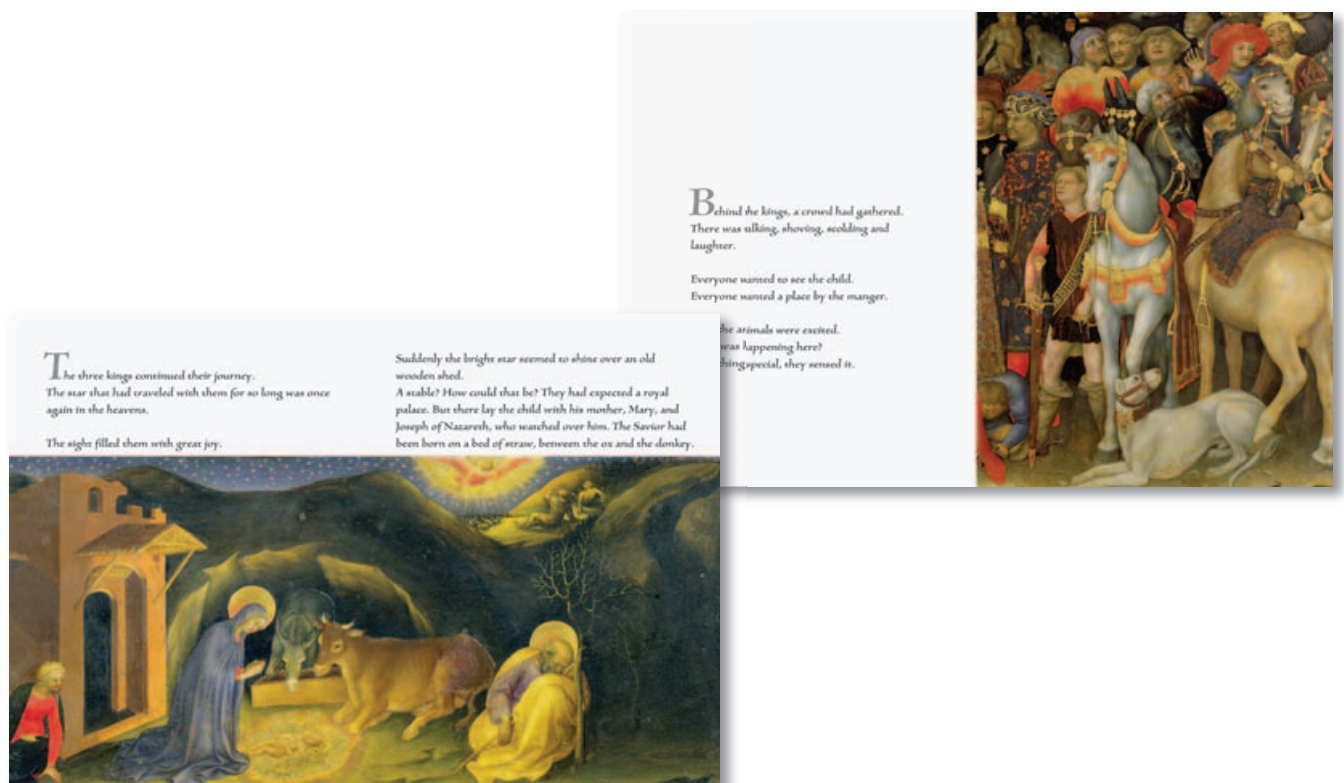 Behind the kings, a crowd had gathered.
There was talking, shoving, scolding and
laughter.
Everyone wanted to see the child.
Everyone wanted a place by the manger.
he animals were excited.
was happening here?
hingspecial, they sensed it.
The three kings continued their journey.
The star that had traveled with them for so long was once
again in the heavens.
The sight filled them with great joy.
Suddenly the bright star seemed to shine over an old
wooden shed.
A stable? How could that be? They had expected a royal
palace. But there lay the child with his mother, Mary, and
Joseph of Nazareth, who watched over him. The Savior had
been born on a bed of straw, between the ox and the donkey.